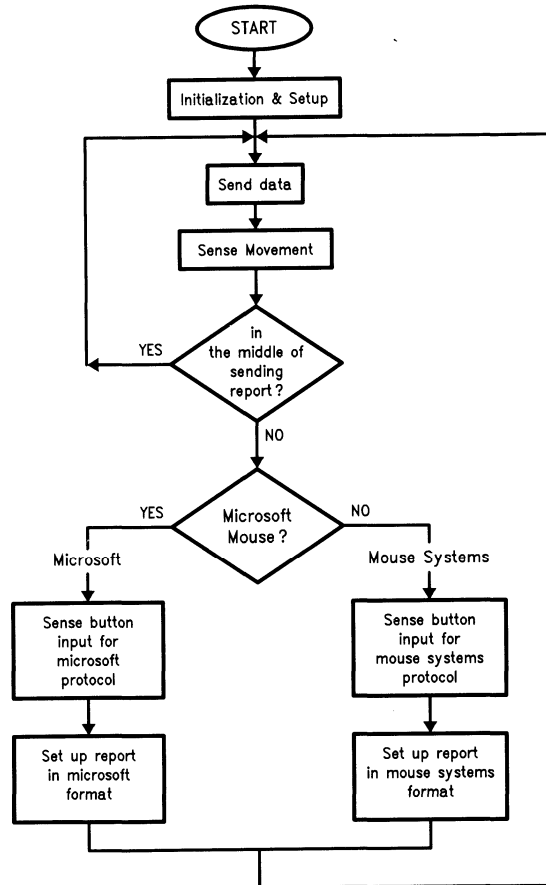 START
Initialization & Setup
Send data
Sense Movement
in
the middle of
sending
report?
YES
NO
Microsoft
Mouse?
YES
NO
Microsoft
Mouse Systems
Sense button
input for
microsoft
protocol
Sense button
input for
mouse systems
protocol
Set up report
in microsoft
format
Set up report
in mouse systems
format